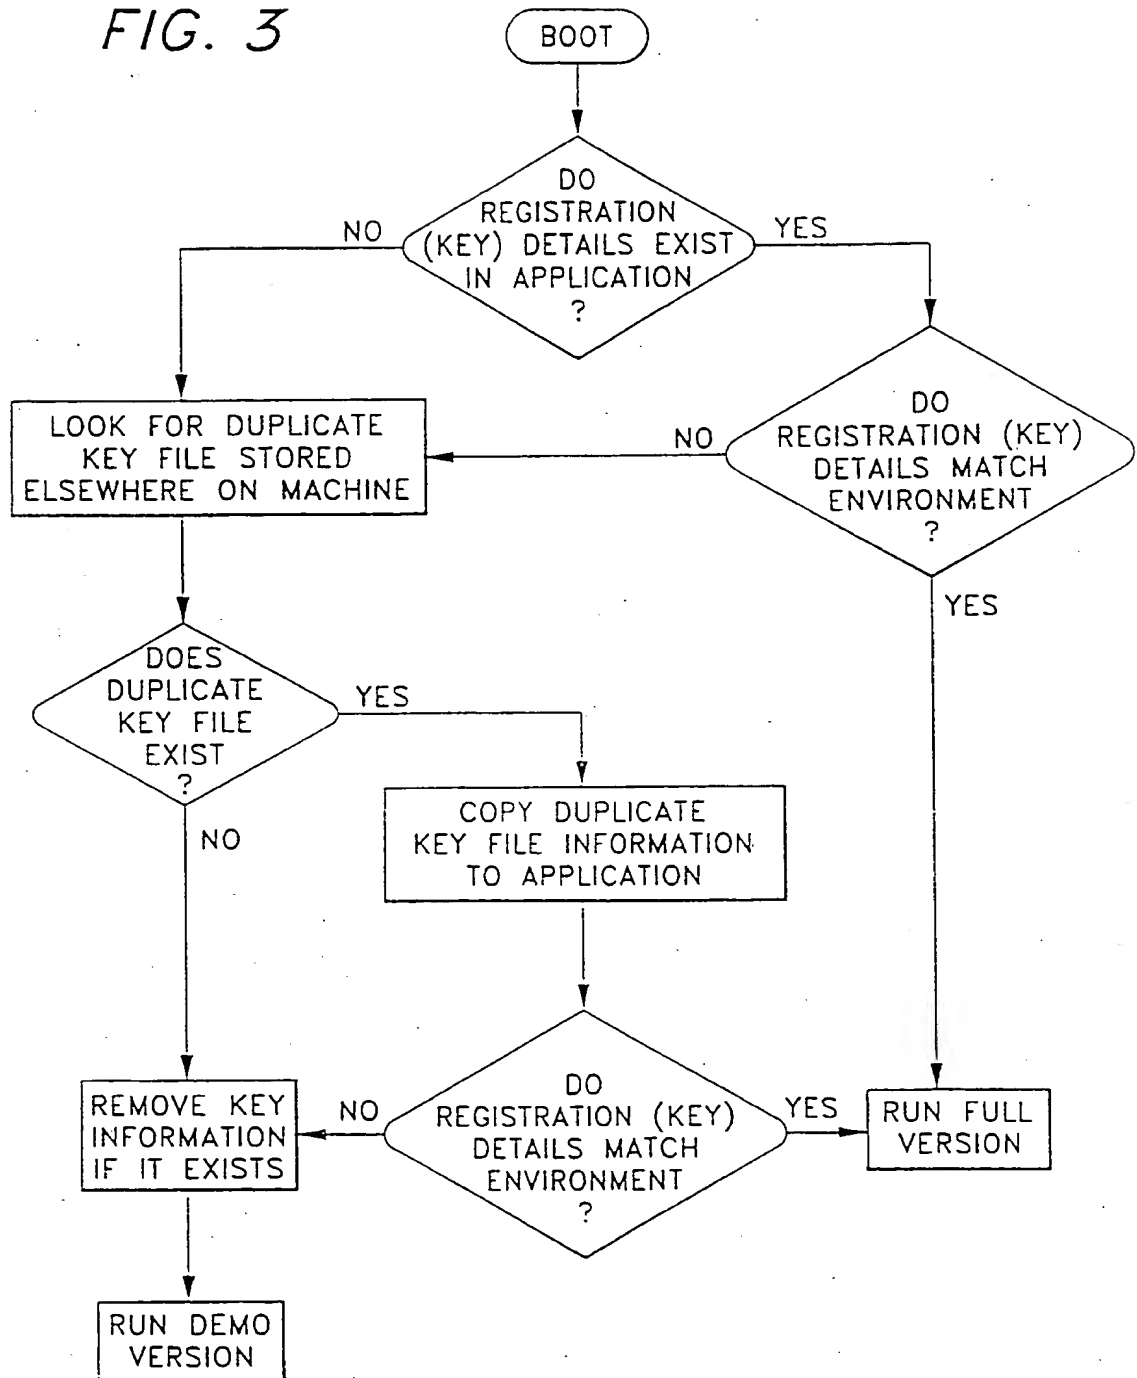 FIG. 3
BOOT
DO
REGISTRATION
(KEY) DETAILS EXIST
IN APPLICATION
?
NO
YES
LOOK FOR DUPLICATE
KEY FILE STORED
ELSEWHERE ON MACHINE
NO
DO
REGISTRATION (KEY)
DETAILS MATCH
ENVIRONMENT
?
YES
DOES
DUPLICATE
KEY FILE
EXIST
?
YES
NO
COPY DUPLICATE
KEY FILE INFORMATION
TO APPLICATION
REMOVE KEY
INFORMATION
IF IT EXISTS
NO
DO
REGISTRATION (KEY)
DETAILS MATCH
ENVIRONMENT
?
YES
RUN FULL
VERSION
RUN DEMO
VERSION